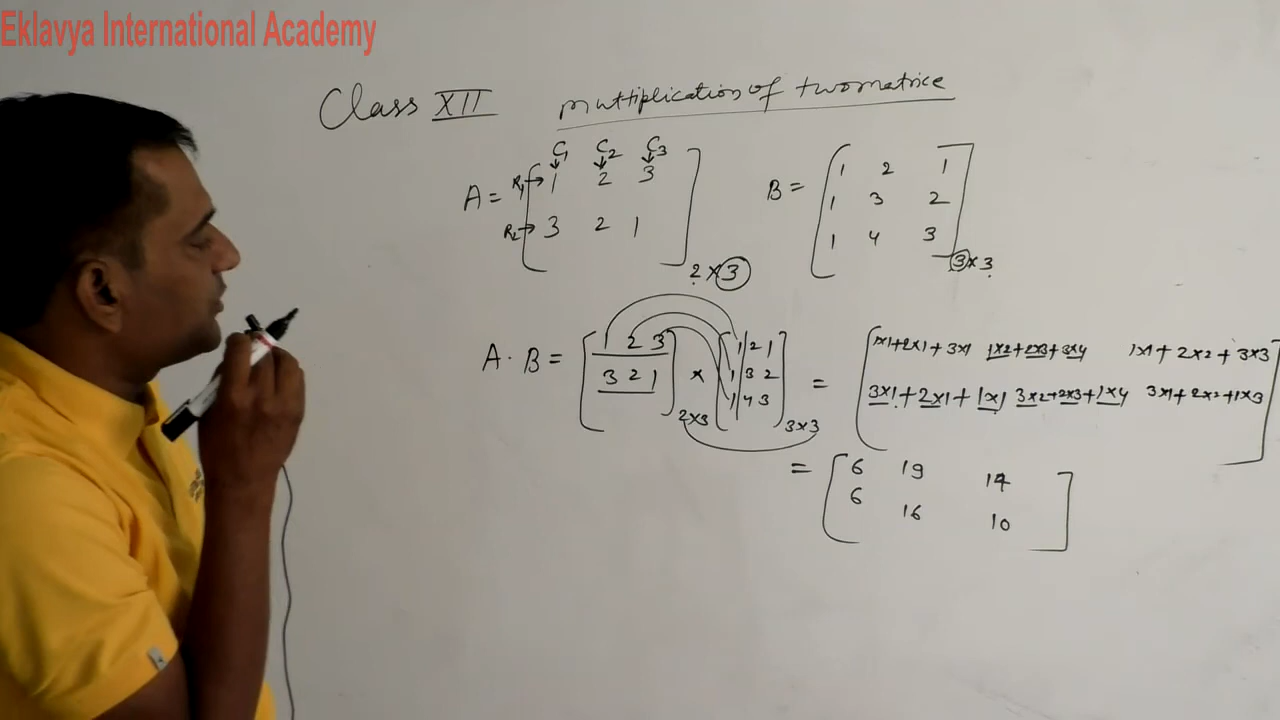 Eklavya International Academy
Class XII multiplication of two matrice
C1 C2 C3
A = R1→ 1 2 3
R2→ 3 2 1
2 × 3
B = 1 2 1
1 3 2
1 4 3
3 × 3
A · B = 1 2 3
3 2 1
2×3
×
1 2 1
1 3 2
1 4 3
3×3
= 1×1+2×1+3×1 1×2+2×3+3×4 1×1+2×2+3×3
3×1+2×1+1×1 3×2+2×3+1×4 3×1+2×2+1×3
= 6 19 14
6 16 10